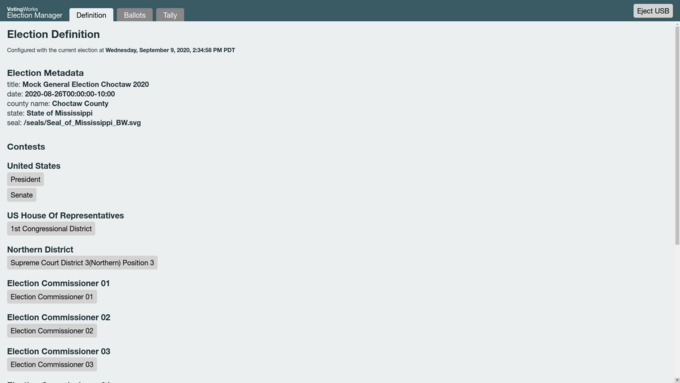 VotingWorks
Election Manager
Definition
Ballots
Tally
Eject USB
Election Definition
Configured with the current election at Wednesday, September 9, 2020, 2:34:58 PM PDT
Election Metadata
title: Mock General Election Choctaw 2020
date: 2020-08-26T00:00:00-10:00
county name: Choctaw County
state: State of Mississippi
seal: /seals/Seal_of_Mississippi_BW.svg
Contests
United States
President
Senate
US House Of Representatives
1st Congressional District
Northern District
Supreme Court District 3(Northern) Position 3
Election Commissioner 01
Election Commissioner 01
Election Commissioner 02
Election Commissioner 02
Election Commissioner 03
Election Commissioner 03